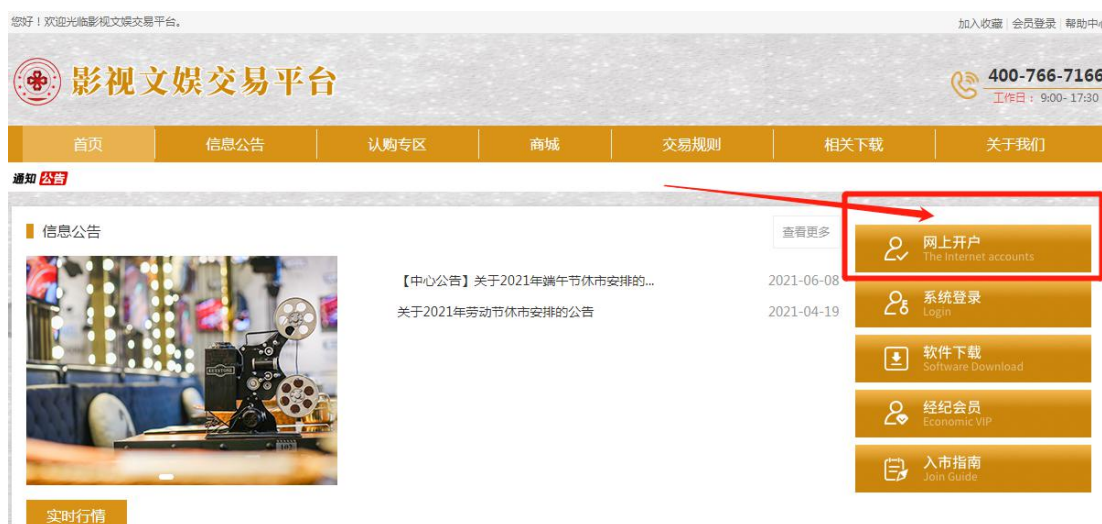 您好！欢迎光临影视文娱交易平台。
加入收藏 | 会员登录 | 帮助中
影视文娱交易平台
400-766-7166
工作日：9:00- 17:30
首页 信息公告 认购专区 商城 交易规则 相关下载 关于我们
通知 公告
信息公告
查看更多
【中心公告】关于2021年端午节休市安排的... 2021-06-08
关于2021年劳动节休市安排的公告 2021-04-19
网上开户
The Internet accounts
系统登录
Login
软件下载
Software Download
经纪会员
Economic VIP
入市指南
Join Guide
KEYSTONE
实时行情